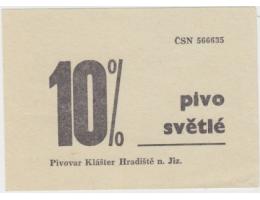 ČSN 566635
10%
pivo
světlé
Pivovar Klášter Hradiště n. Jiz.